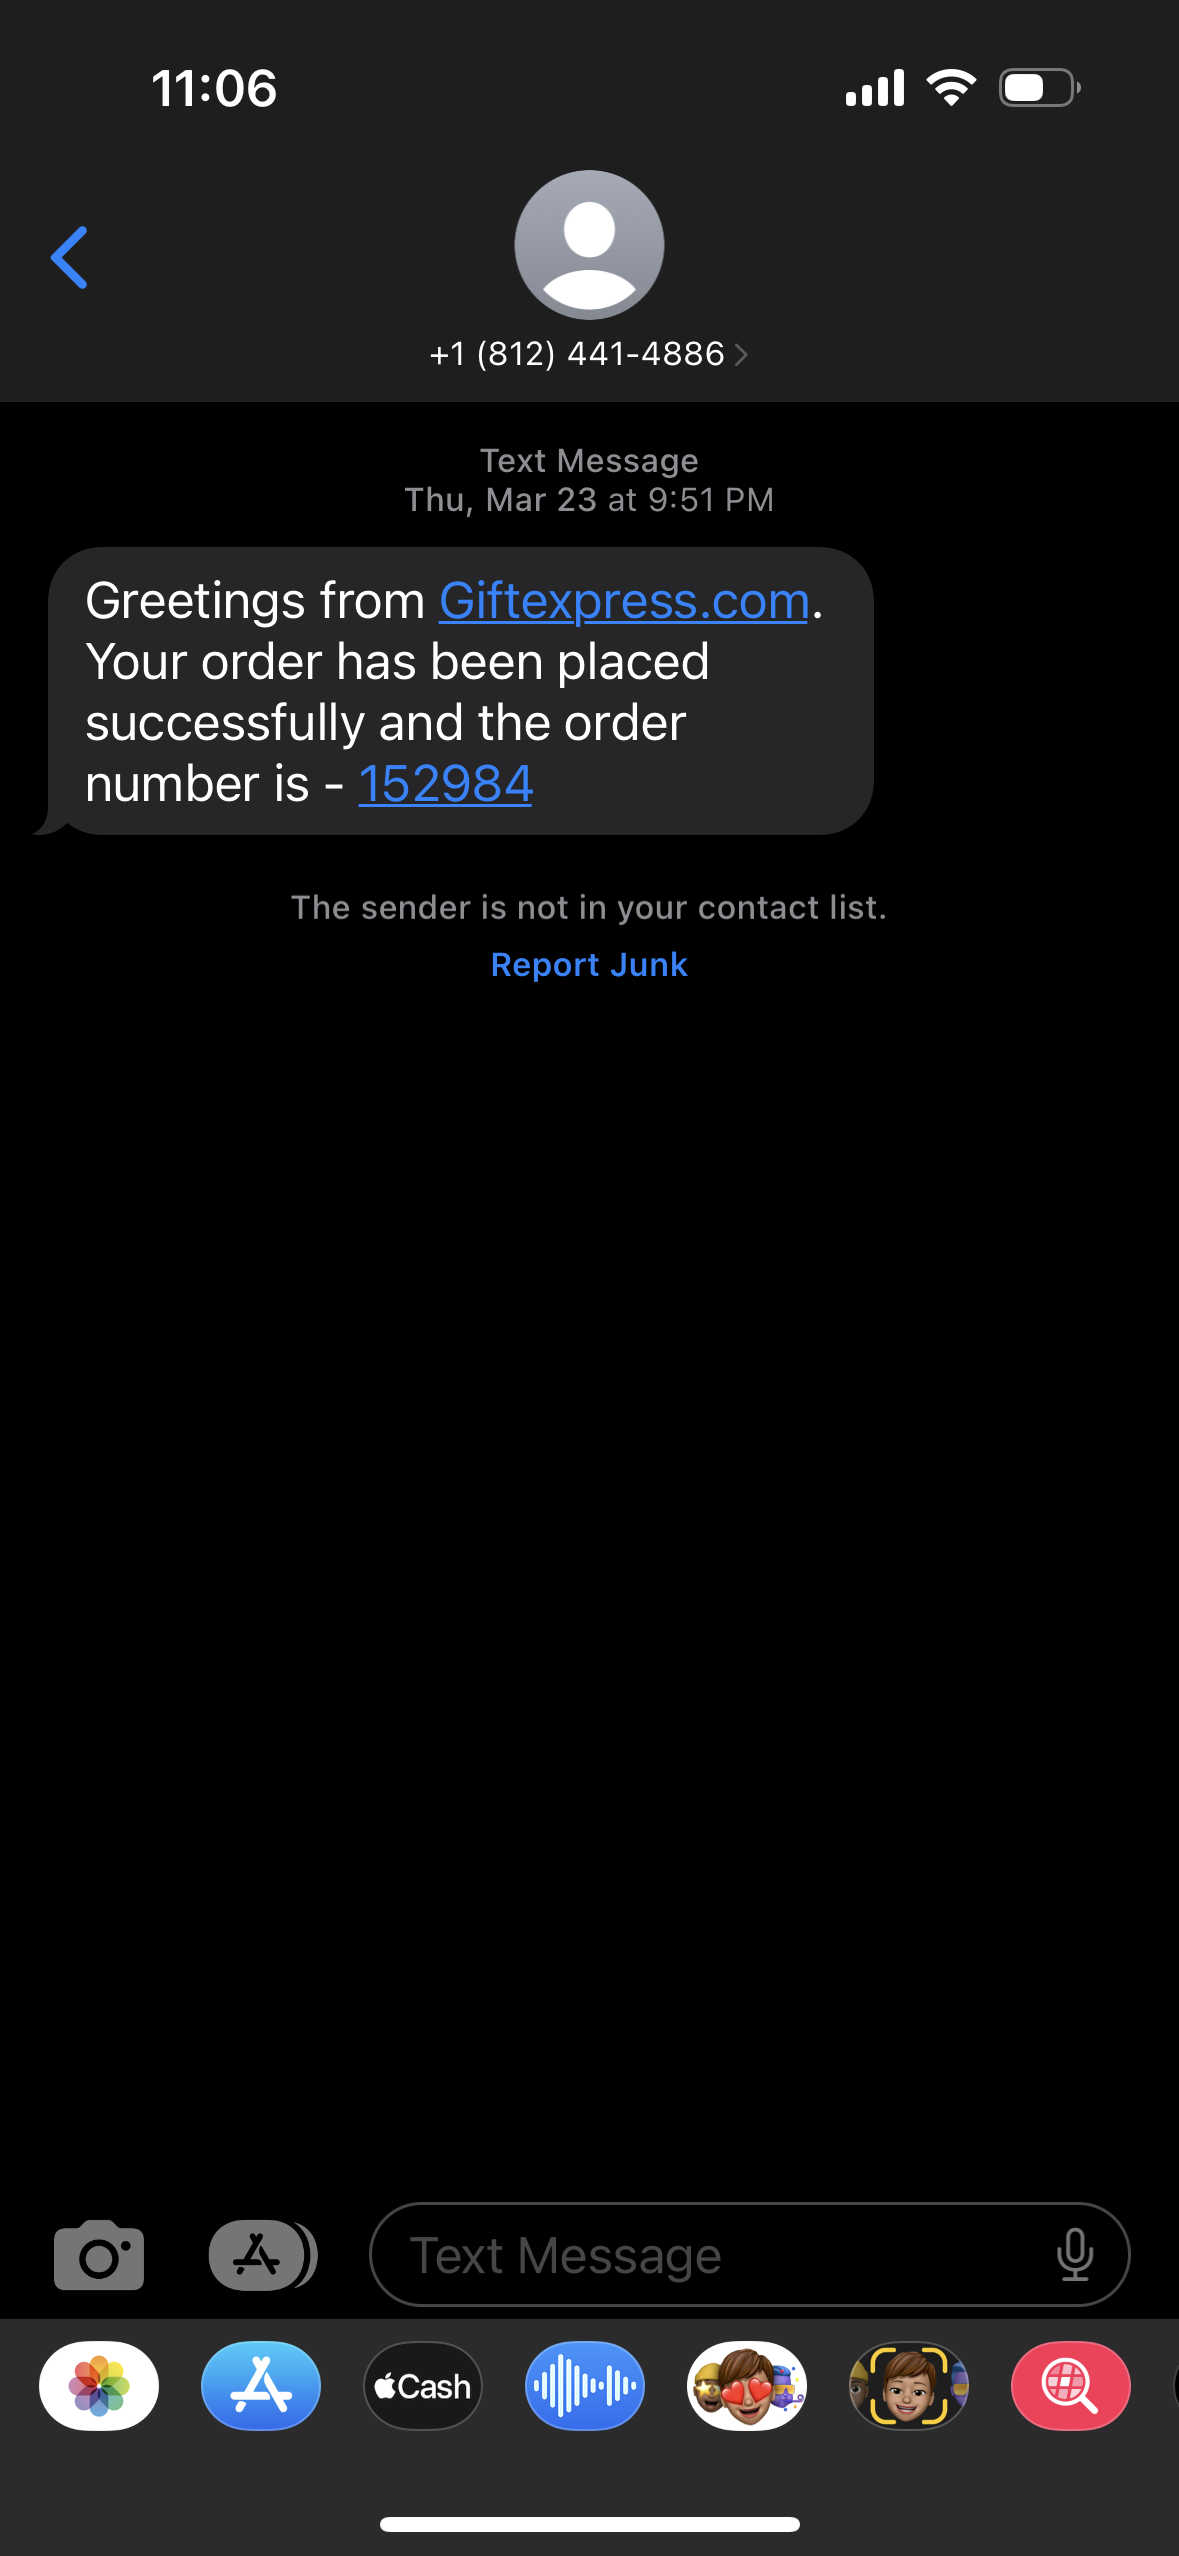 11:06
+1 (812) 441-4886
Text Message
Thu, Mar 23 at 9:51 PM
Greetings from Giftexpress.com.
Your order has been placed
successfully and the order
number is - 152984
The sender is not in your contact list.
Report Junk
Text Message
Cash